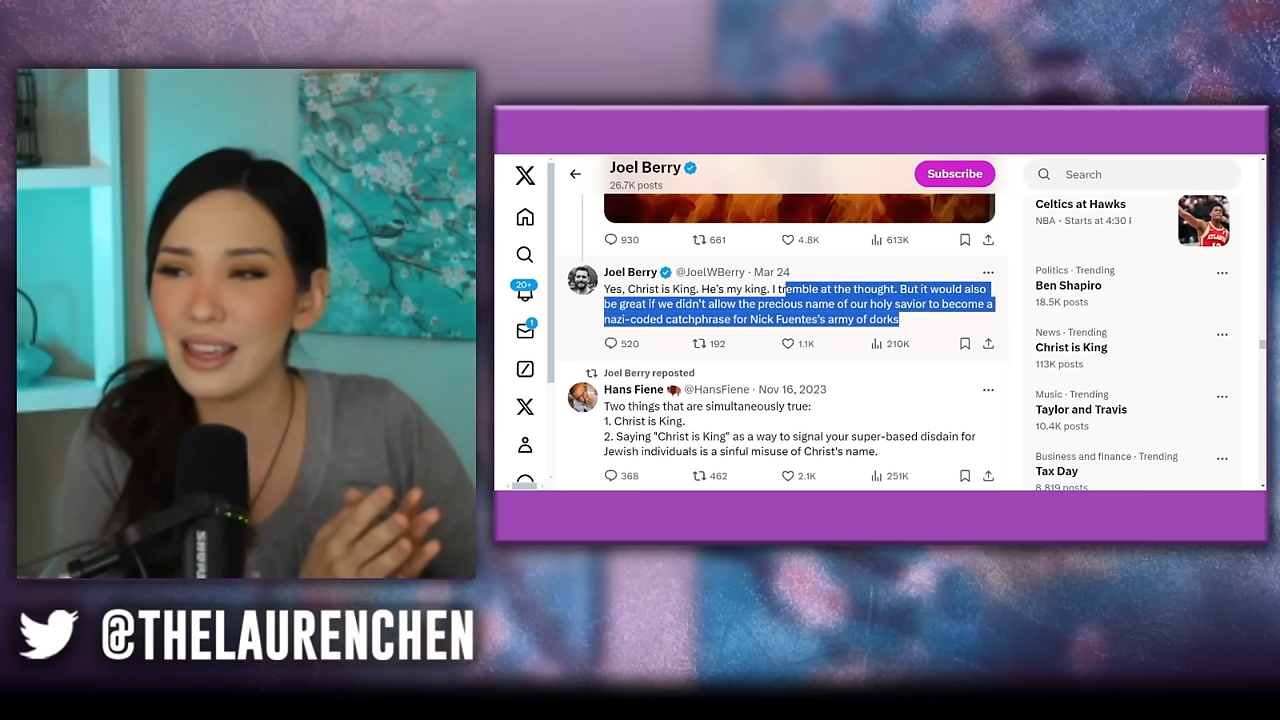 Joel Berry
26.7K posts
Subscribe
Search
930 661 4.8K 613K
Joel Berry @JoelWBerry · Mar 24
Yes, Christ is King. He’s my king. I tremble at the thought. But it would also
be great if we didn’t allow the precious name of our holy savior to become a
nazi-coded catchphrase for Nick Fuentes’s army of dorks
520 192 1.1K 210K
Joel Berry reposted
Hans Fiene @HansFiene · Nov 16, 2023
Two things that are simultaneously true:
1. Christ is King.
2. Saying "Christ is King" as a way to signal your super-based disdain for
Jewish individuals is a sinful misuse of Christ's name.
368 462 2.1K 251K
20+
1
Celtics at Hawks
NBA · Starts at 4:30
Politics · Trending
Ben Shapiro
18.5K posts
News · Trending
Christ is King
113K posts
Music · Trending
Taylor and Travis
10.4K posts
Business and finance · Trending
Tax Day
8,819 posts
SHURE
@THELAURENCHEN